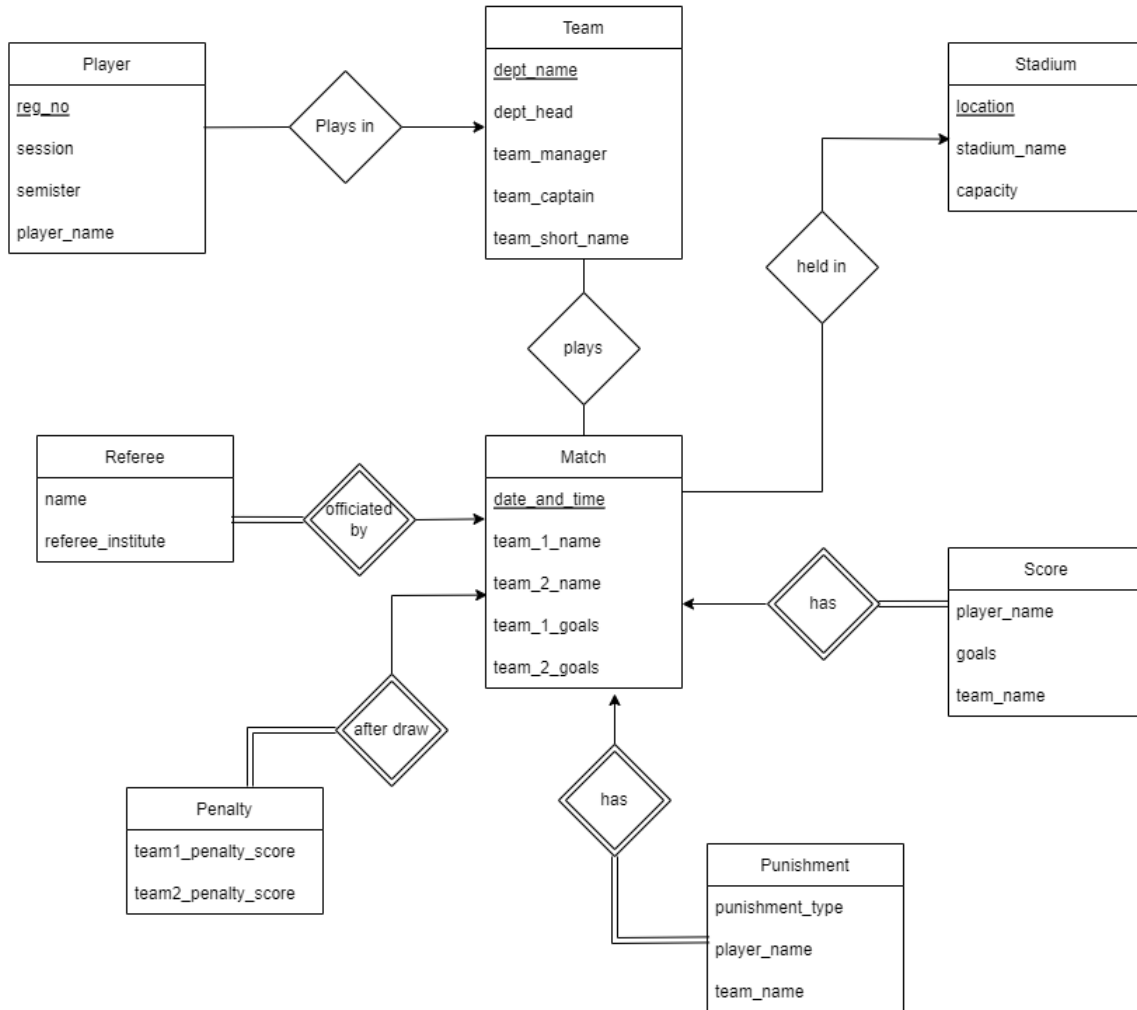 Player
reg_no
session
semister
player_name
Plays in
Team
dept_name
dept_head
team_manager
team_captain
team_short_name
Stadium
location
stadium_name
capacity
held in
plays
Referee
name
referee_institute
officiated
by
Match
date_and_time
team_1_name
team_2_name
team_1_goals
team_2_goals
has
Score
player_name
goals
team_name
after draw
Penalty
team1_penalty_score
team2_penalty_score
has
Punishment
punishment_type
player_name
team_name